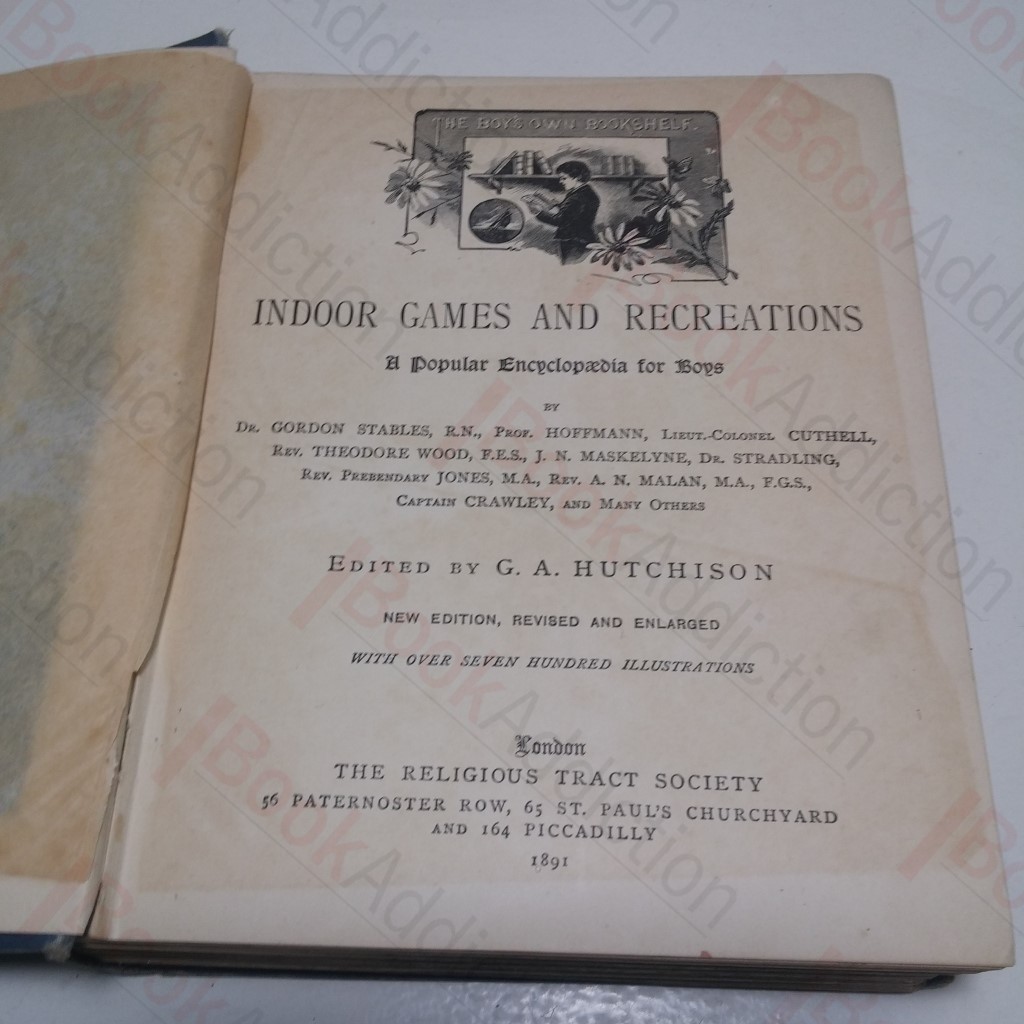 THE BOY'S OWN BOOKSHELF.
INDOOR GAMES AND RECREATIONS
A Popular Encyclopædia for Boys
BY
DR. GORDON STABLES, R.N., PROF. HOFFMANN, LIEUT.-COLONEL CUTHELL,
REV. THEODORE WOOD, F.E.S., J. N. MASKELYNE, DR. STRADLING,
REV. PREBENDARY JONES, M.A., REV. A. N. MALAN, M.A., F.G.S.,
CAPTAIN CRAWLEY, AND MANY OTHERS
EDITED BY G. A. HUTCHISON
NEW EDITION, REVISED AND ENLARGED
WITH OVER SEVEN HUNDRED ILLUSTRATIONS
London
THE RELIGIOUS TRACT SOCIETY
56 PATERNOSTER ROW, 65 ST. PAUL'S CHURCHYARD
AND 164 PICCADILLY
1891
BookAddiction